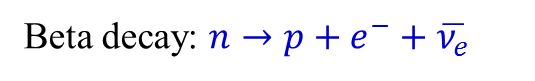 Beta decay: n → p + e⁻ + ν̅ₑ